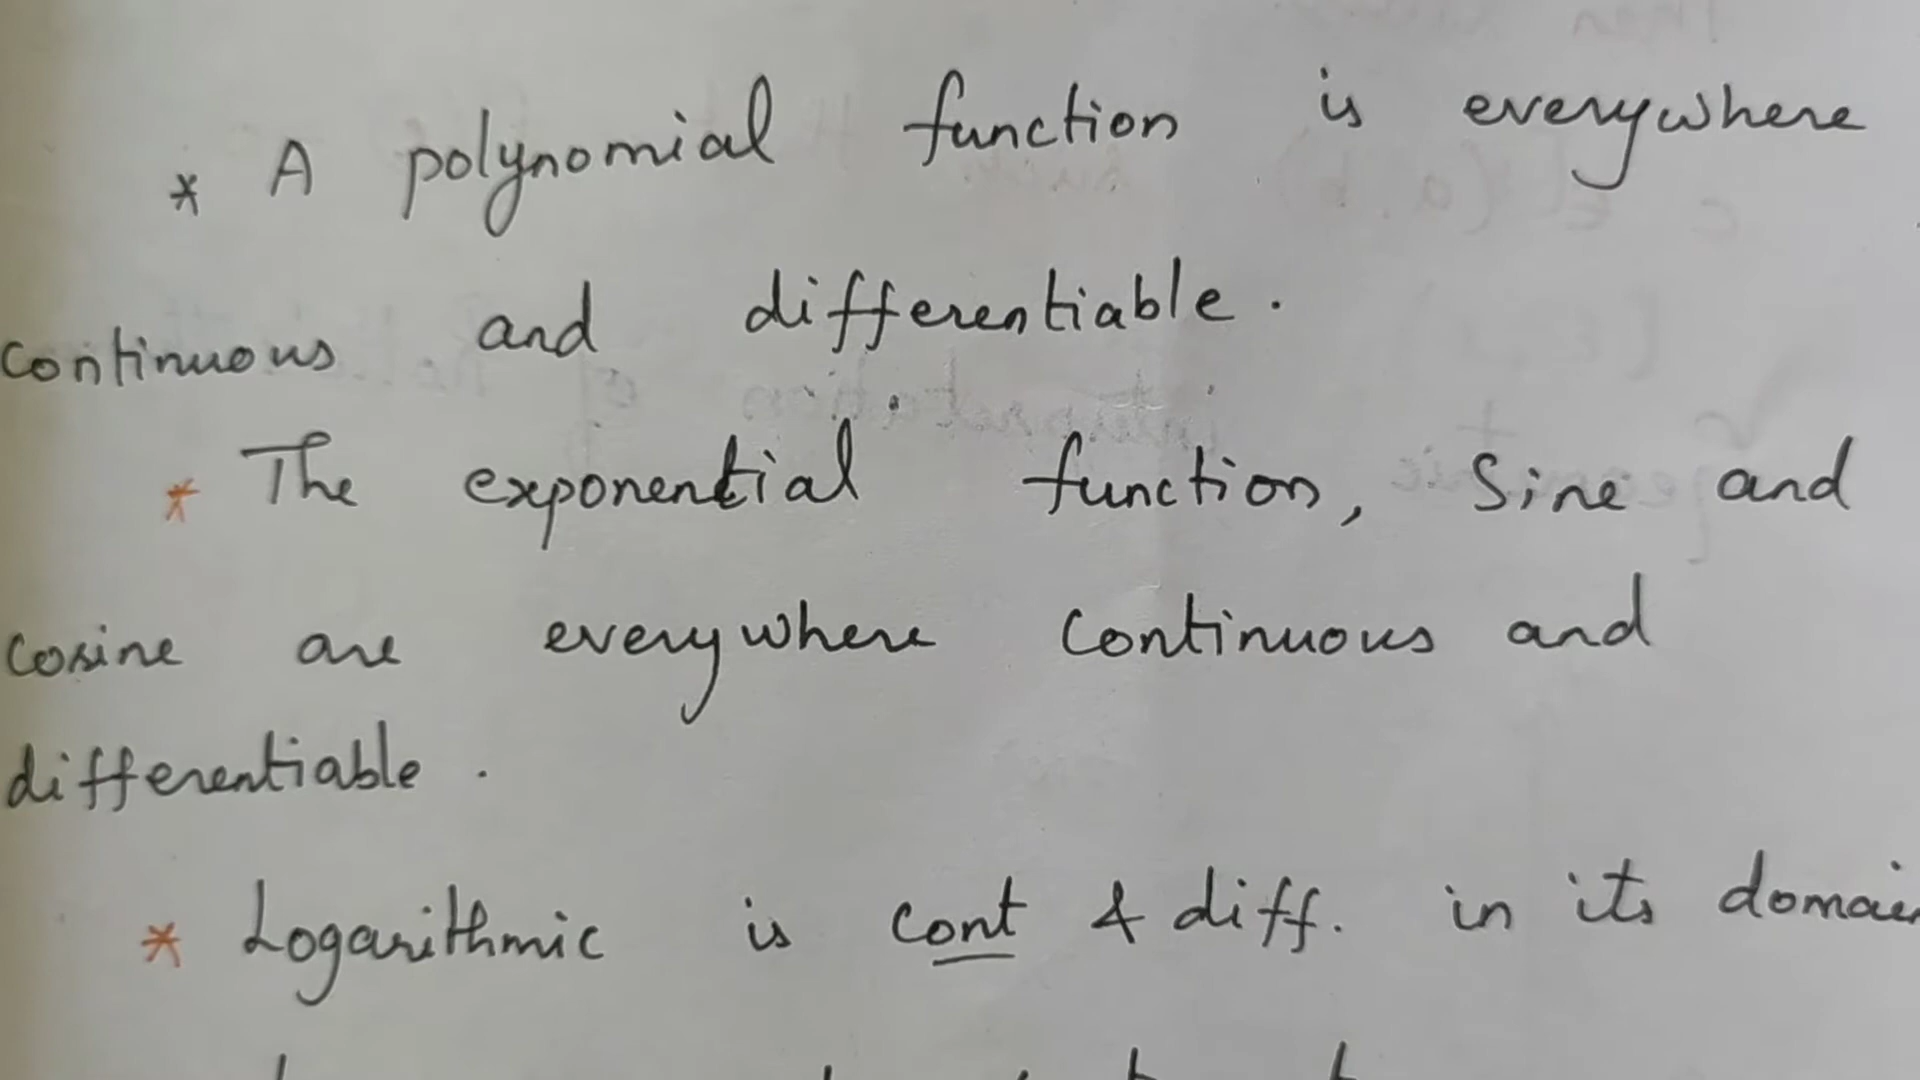 * A polynomial function is everywhere
continuous and differentiable.
* The exponential function, Sine and
cosine are everywhere continuous and
differentiable.
* Logarithmic is cont & diff. in its domain